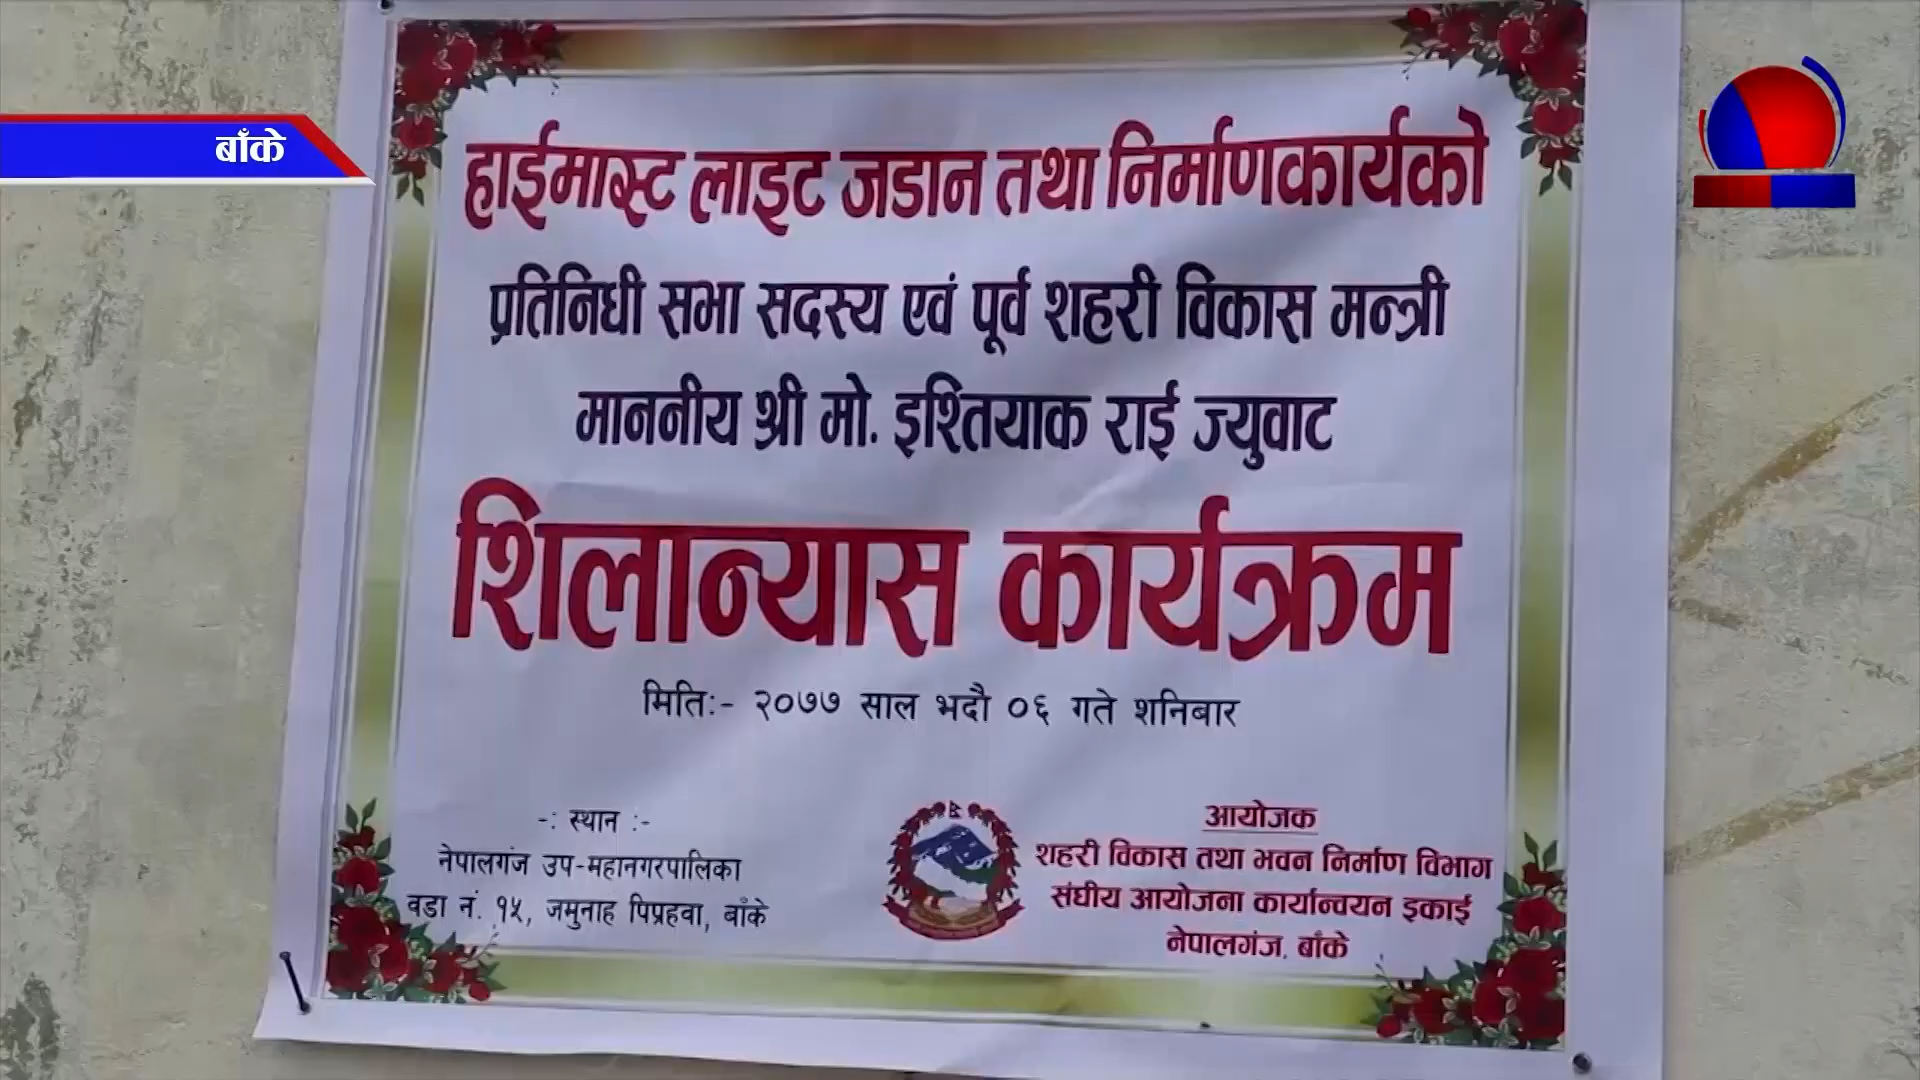 बाँके
हाईमास्ट लाइट जडान तथा निर्माणकार्यको
प्रतिनिधी सभा सदस्य एवं पूर्व शहरी विकास मन्त्री
माननीय श्री मो. इश्तियाक राई ज्युवाट
शिलान्यास कार्यक्रम
मितिः- २०७७ साल भदौ ०६ गते शनिबार
-: स्थान :-
नेपालगंज उप-महानगरपालिका
वडा नं. १५, जमुनाह पिप्रहवा, बाँके
आयोजक
शहरी विकास तथा भवन निर्माण विभाग
संघीय आयोजना कार्यान्वयन इकाई
नेपालगंज, बाँके